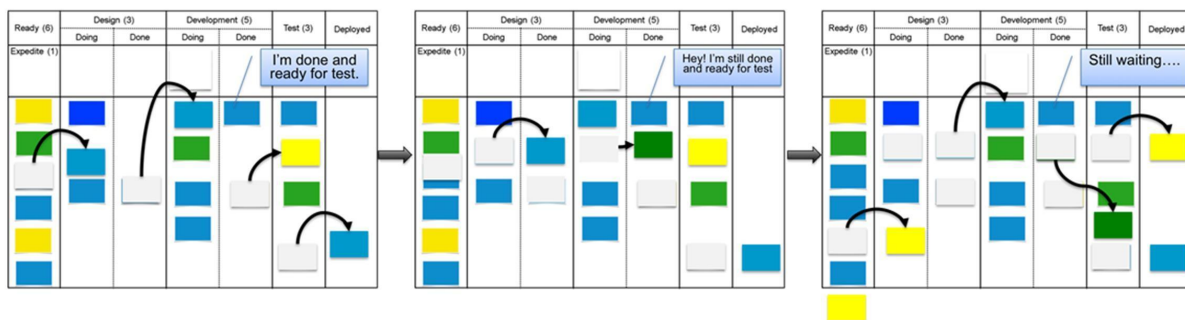 Ready (6)
Design (3)
Development (5)
Test (3)
Deployed
Doing
Done
Doing
Done
Expedite (1)
I'm done and
ready for test.
Ready (6)
Design (3)
Development (5)
Test (3)
Deployed
Doing
Done
Doing
Done
Expedite (1)
Hey! I'm still done
and ready for test
Ready (6)
Design (3)
Development (5)
Test (3)
Deployed
Doing
Done
Doing
Done
Expedite (1)
Still waiting....